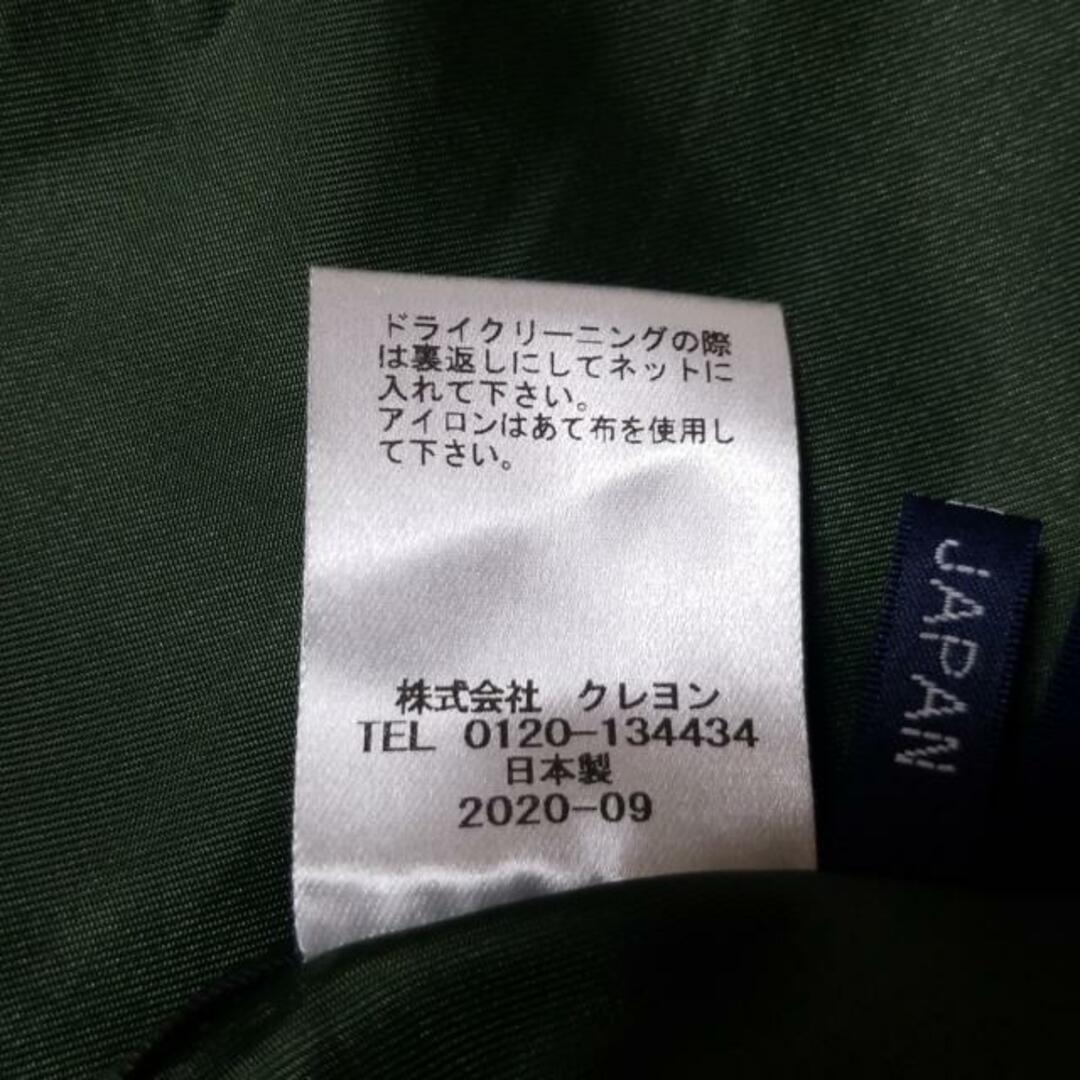 ドライクリーニングの際
は裏返しにしてネットに
入れて下さい。
アイロンはあて布を使用し
て下さい。
株式会社 クレヨン
TEL 0120-134434
日本製
2020-09
JAPAN